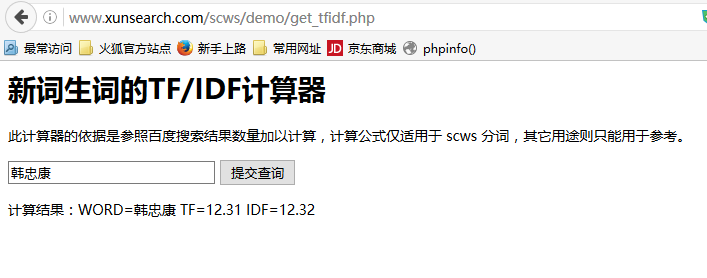 www.xunsearch.com/scws/demo/get_tfidf.php
最常访问 火狐官方站点 新手上路 常用网址 JD 京东商城 phpinfo()
新词生词的TF/IDF计算器
此计算器的依据是参照百度搜索结果数量加以计算，计算公式仅适用于 scws 分词，其它用途则只能用于参考。
韩忠康 提交查询
计算结果：WORD=韩忠康 TF=12.31 IDF=12.32